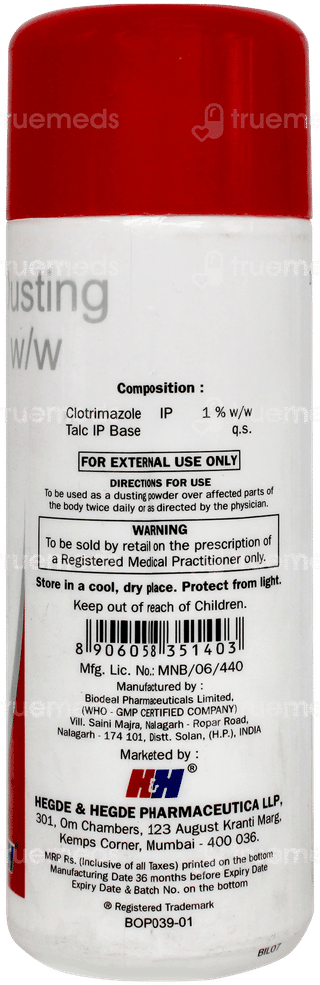 truemeds
truemeds
Dusting
w/w
Composition :
Clotrimazole IP 1 % w/w
Talc IP Base q.s.
FOR EXTERNAL USE ONLY
DIRECTIONS FOR USE
To be used as a dusting powder over affected parts of
the body twice daily or as directed by the physician.
WARNING
To be sold by retail on the prescription of
a Registered Medical Practitioner only.
Store in a cool, dry place. Protect from light.
Keep out of reach of Children.
8 906058 351403
Mfg. Lic. No.: MNB/06/440
Manufactured by :
Biodeal Pharmaceuticals Limited,
(WHO - GMP CERTIFIED COMPANY)
Vill. Saini Majra, Nalagarh - Ropar Road,
Nalagarh - 174 101, Distt. Solan, (H.P.), INDIA
Marketed by :
H&H®
HEGDE & HEGDE PHARMACEUTICA LLP,
301, Om Chambers, 123 August Kranti Marg,
Kemps Corner, Mumbai - 400 036.
MRP Rs. (Inclusive of all Taxes) printed on the bottom
Manufacturing Date 36 months before Expiry Date
Expiry Date & Batch No. on the bottom
® Registered Trademark
BOP039-01
BIL07